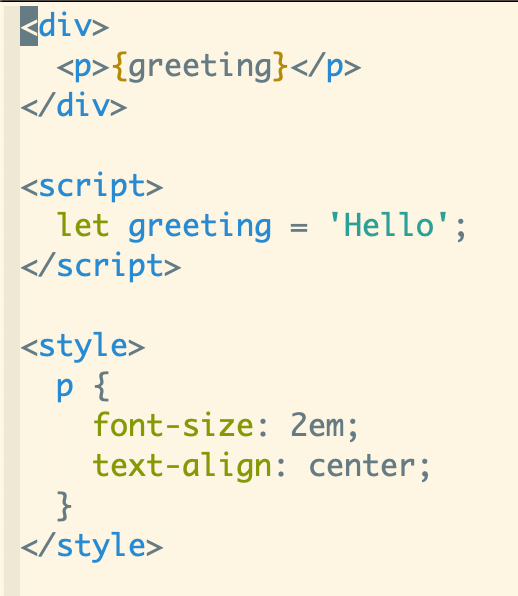 <div>
  <p>{greeting}</p>
</div>

<script>
  let greeting = 'Hello';
</script>

<style>
  p {
    font-size: 2em;
    text-align: center;
  }
</style>